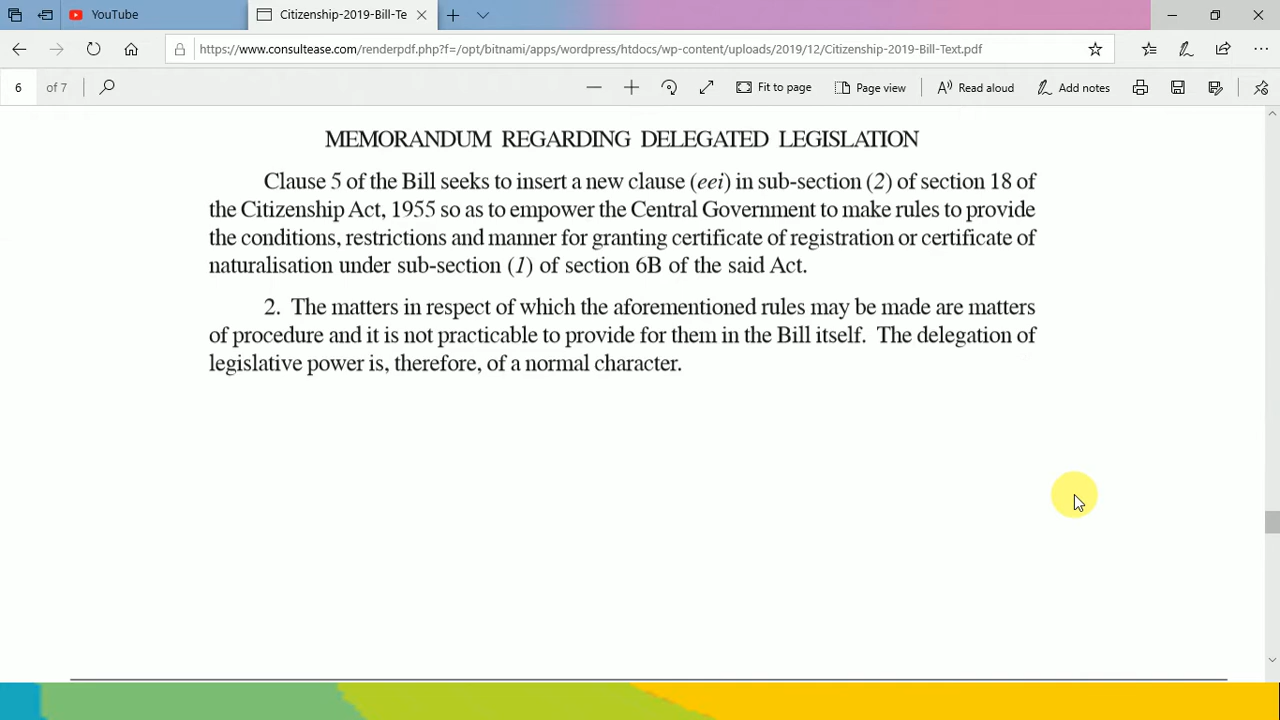 YouTube
Citizenship-2019-Bill-Te
https://www.consultease.com/renderpdf.php?f=/opt/bitnami/apps/wordpress/htdocs/wp-content/uploads/2019/12/Citizenship-2019-Bill-Text.pdf
6 of 7 Fit to page Page view Read aloud Add notes
MEMORANDUM REGARDING DELEGATED LEGISLATION
Clause 5 of the Bill seeks to insert a new clause (eei) in sub-section (2) of section 18 of
the Citizenship Act, 1955 so as to empower the Central Government to make rules to provide
the conditions, restrictions and manner for granting certificate of registration or certificate of
naturalisation under sub-section (1) of section 6B of the said Act.
2. The matters in respect of which the aforementioned rules may be made are matters
of procedure and it is not practicable to provide for them in the Bill itself. The delegation of
legislative power is, therefore, of a normal character.